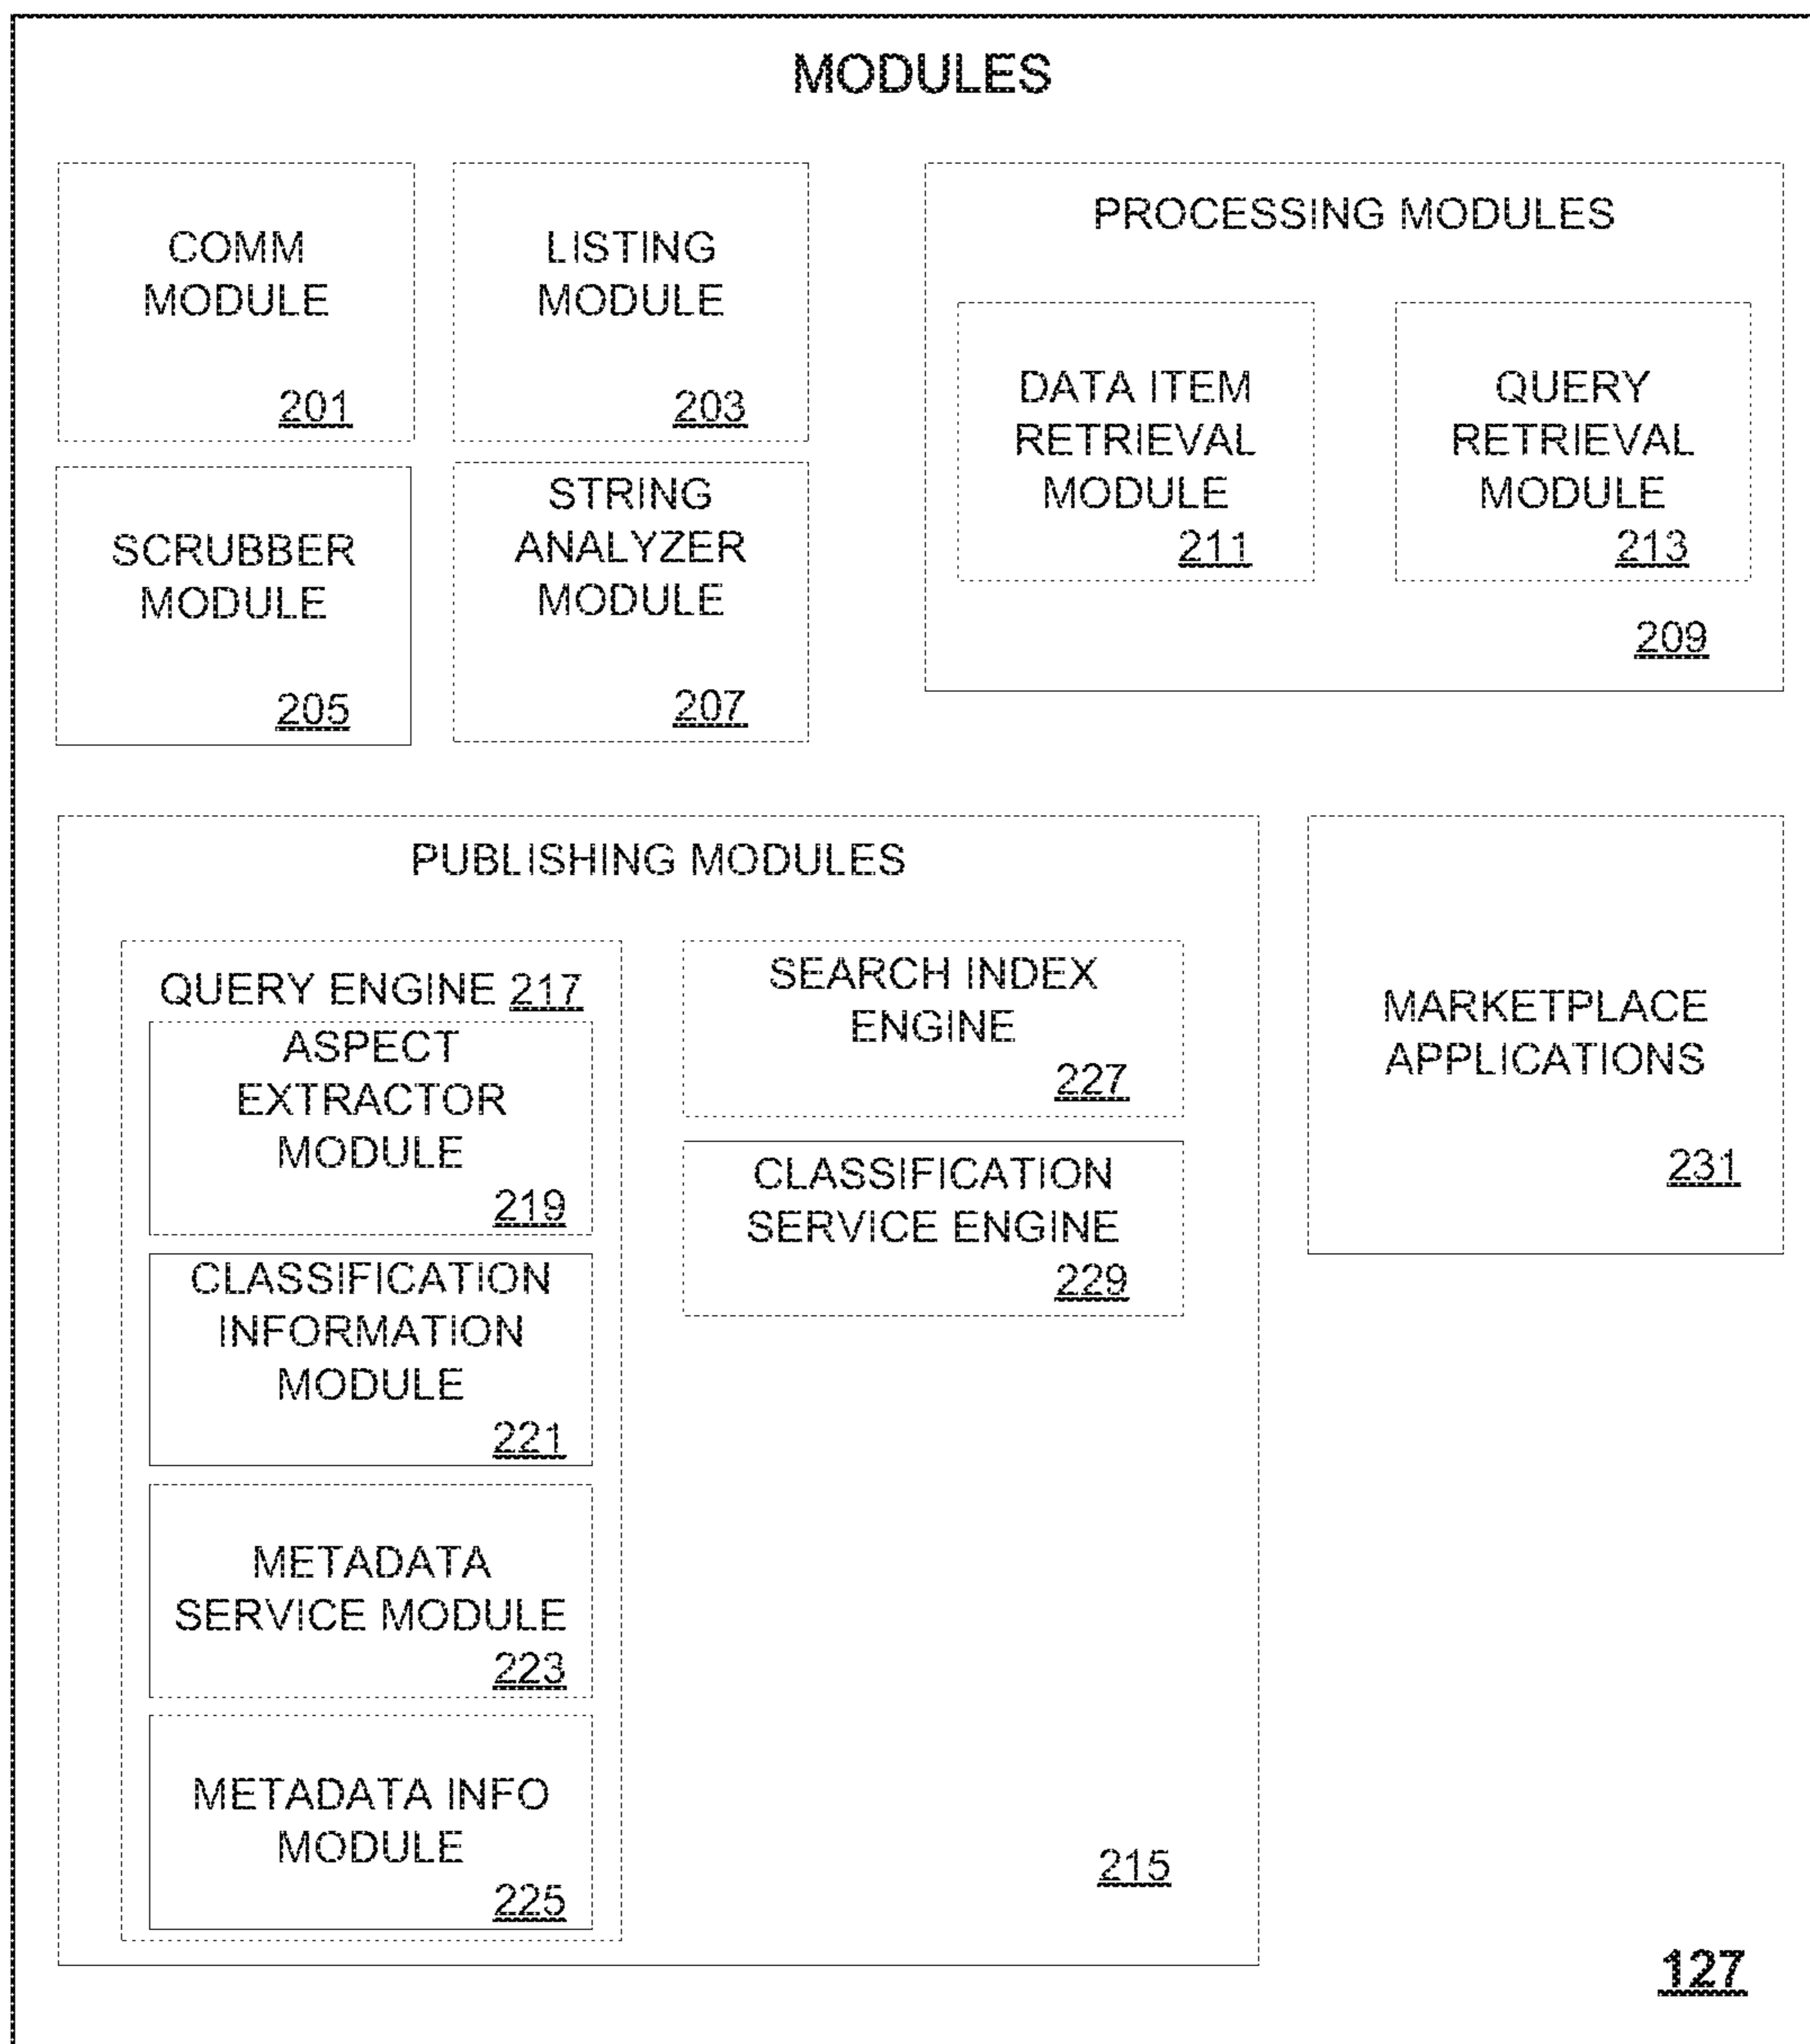 MODULES
COMM
MODULE
201
LISTING
MODULE
203
SCRUBBER
MODULE
205
STRING
ANALYZER
MODULE
207
PROCESSING MODULES
DATA ITEM
RETRIEVAL
MODULE
211
QUERY
RETRIEVAL
MODULE
213
209
PUBLISHING MODULES
QUERY ENGINE 217
ASPECT
EXTRACTOR
MODULE
219
CLASSIFICATION
INFORMATION
MODULE
221
METADATA
SERVICE MODULE
223
METADATA INFO
MODULE
225
SEARCH INDEX
ENGINE
227
CLASSIFICATION
SERVICE ENGINE
229
215
MARKETPLACE
APPLICATIONS
231
127